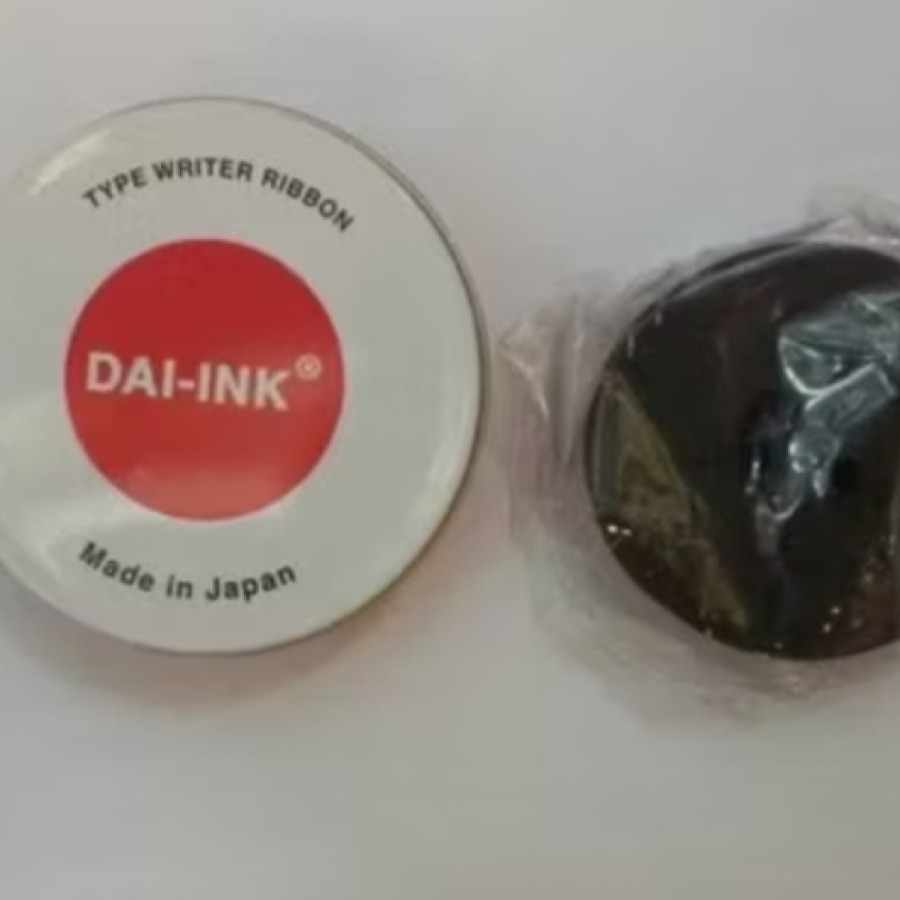 TYPE WRITER RIBBON
DAI-INK®
Made in Japan